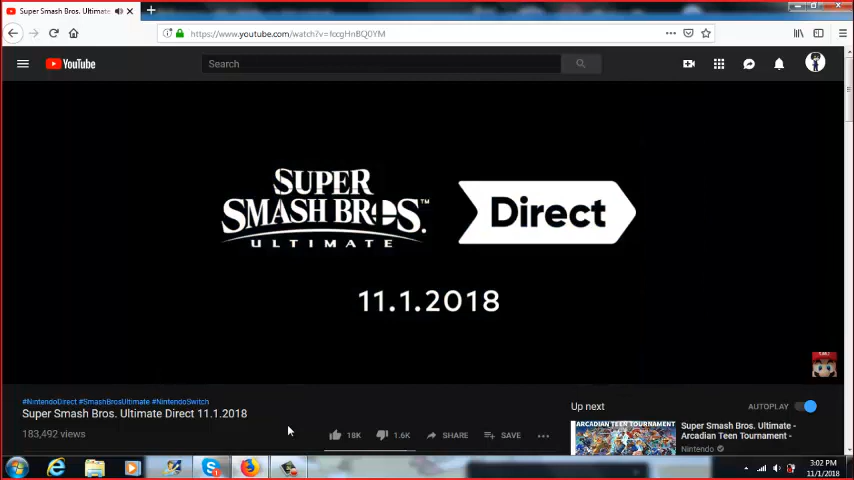 Super Smash Bros. Ultimate
https://www.youtube.com/watch?v=fccgHnBQ0YM
YouTube
Search
SUPER
SMASH BROS.™
ULTIMATE
Direct
11.1.2018
#NintendoDirect #SmashBrosUltimate #NintendoSwitch
Super Smash Bros. Ultimate Direct 11.1.2018
183,492 views
18K
1.6K
SHARE
SAVE
Up next
AUTOPLAY
ARCADIAN TEEN TOURNAMENT
Super Smash Bros. Ultimate -
Arcadian Teen Tournament -
Nintendo
3:02 PM
11/1/2018